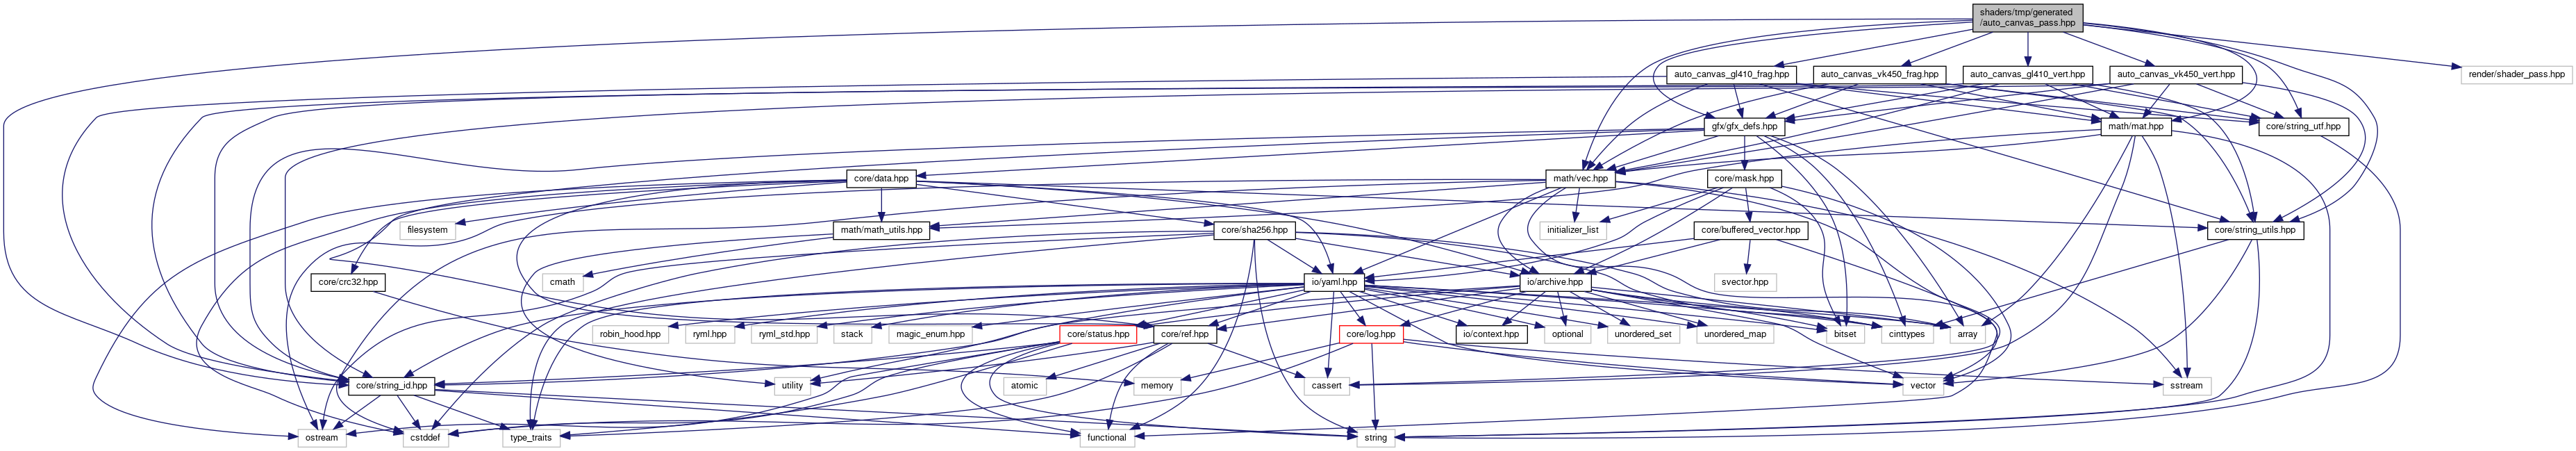 shaders/tmp/generated
/auto_canvas_pass.hpp
auto_canvas_gl410_frag.hpp
auto_canvas_vk450_frag.hpp
auto_canvas_gl410_vert.hpp
auto_canvas_vk450_vert.hpp
render/shader_pass.hpp
gfx/gfx_defs.hpp
math/mat.hpp
core/string_utf.hpp
core/data.hpp
math/vec.hpp
core/mask.hpp
filesystem
math/math_utils.hpp
core/sha256.hpp
initializer_list
core/buffered_vector.hpp
core/string_utils.hpp
core/crc32.hpp
cmath
io/yaml.hpp
io/archive.hpp
svector.hpp
robin_hood.hpp
ryml.hpp
ryml_std.hpp
stack
magic_enum.hpp
core/status.hpp
core/ref.hpp
core/log.hpp
io/context.hpp
optional
unordered_set
unordered_map
bitset
cinttypes
array
core/string_id.hpp
utility
atomic
memory
cassert
vector
sstream
ostream
cstddef
type_traits
functional
string